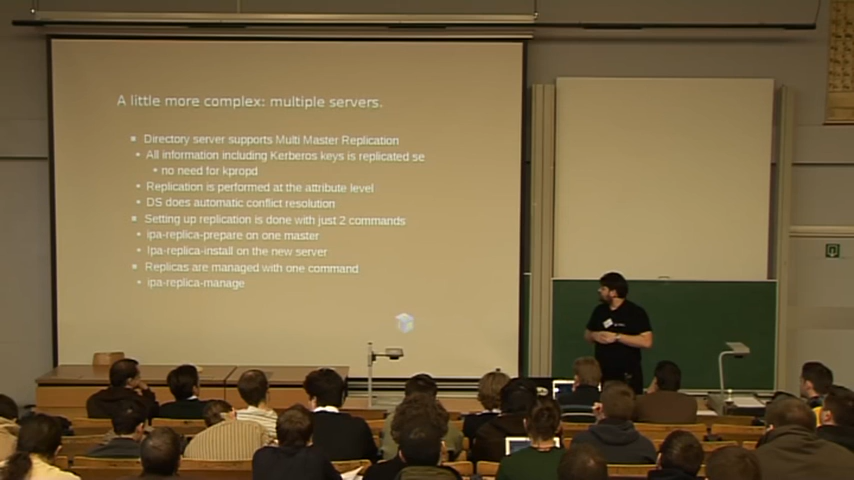 A little more complex: multiple servers.
Directory server supports Multi Master Replication
All information including Kerberos keys is replicated se
no need for kpropd
Replication is performed at the attribute level
DS does automatic conflict resolution
Setting up replication is done with just 2 commands
ipa-replica-prepare on one master
Ipa-replica-install on the new server
Replicas are managed with one command
ipa-replica-manage